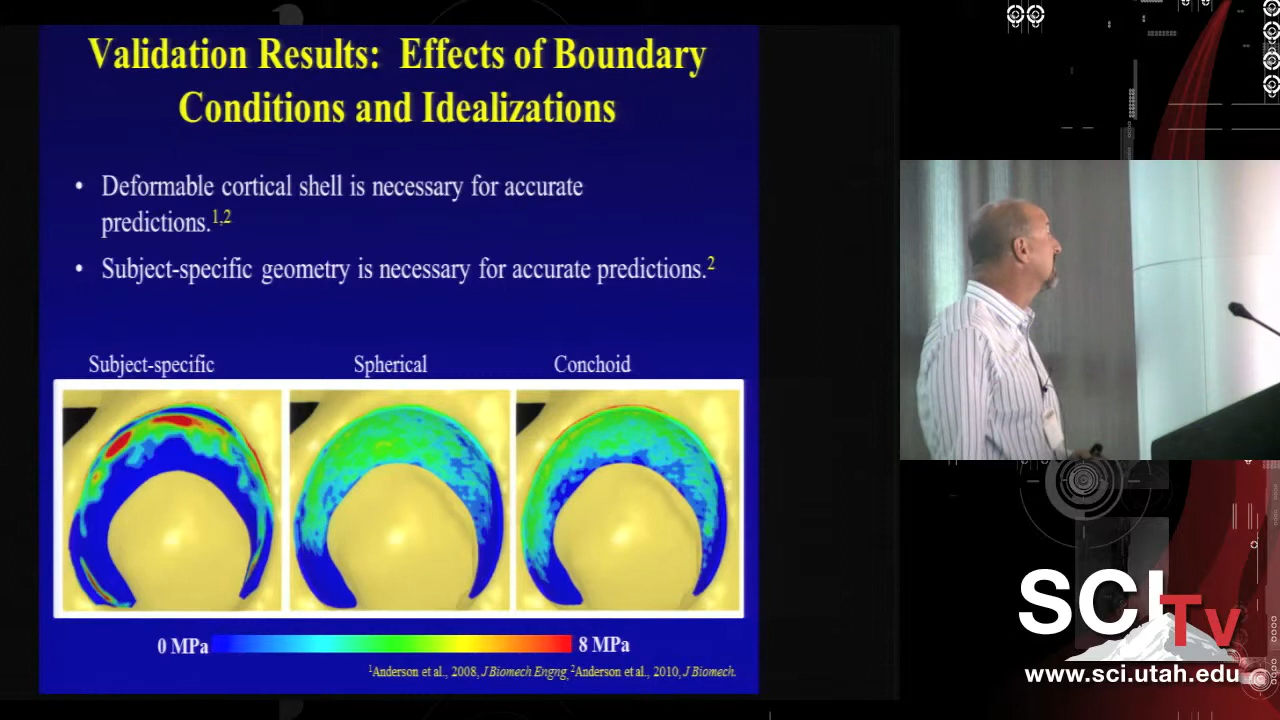 Validation Results: Effects of Boundary
Conditions and Idealizations
• Deformable cortical shell is necessary for accurate
predictions.1,2
• Subject-specific geometry is necessary for accurate predictions.2
Subject-specific Spherical Conchoid
0 MPa 8 MPa
1Anderson et al., 2008, J Biomech Engng, 2Anderson et al., 2010, J Biomech.
SCI Tv
www.sci.utah.edu